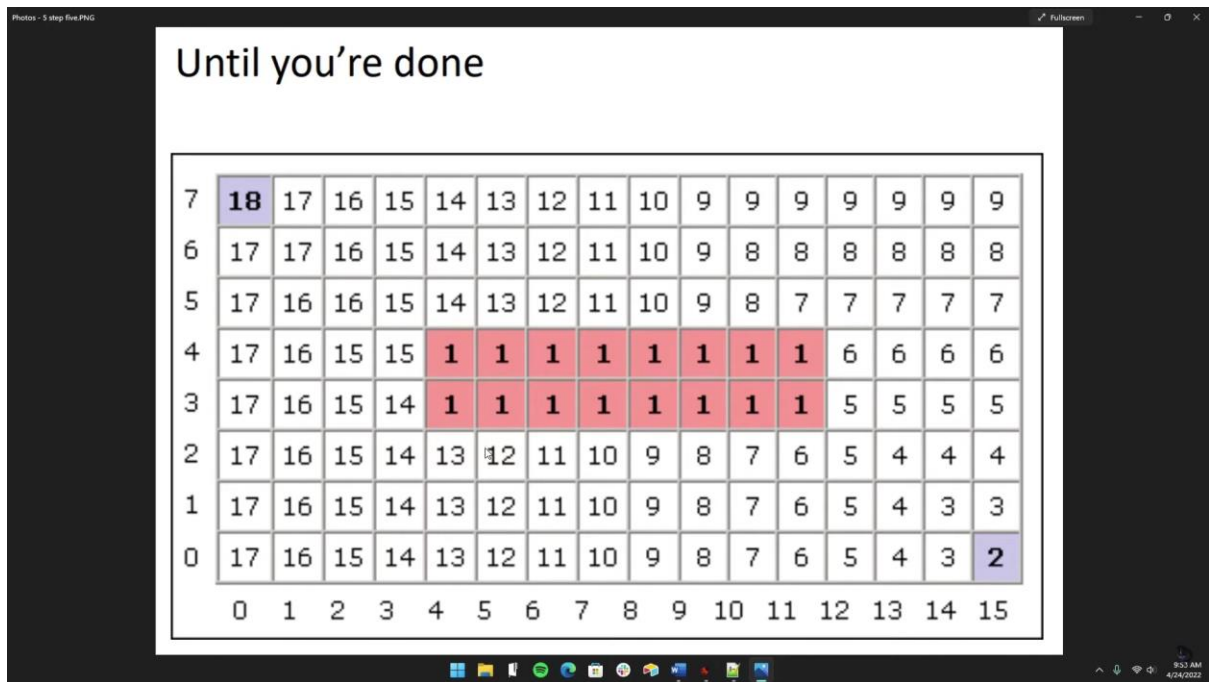 Photos - 5 step five.PNG
Fullscreen
Until you're done
7 18 17 16 15 14 13 12 11 10 9 9 9 9 9 9 9
6 17 17 16 15 14 13 12 11 10 9 8 8 8 8 8 8
5 17 16 16 15 14 13 12 11 10 9 8 7 7 7 7 7
4 17 16 15 15 1 1 1 1 1 1 1 1 6 6 6 6
3 17 16 15 14 1 1 1 1 1 1 1 1 5 5 5 5
2 17 16 15 14 13 12 11 10 9 8 7 6 5 4 4 4
1 17 16 15 14 13 12 11 10 9 8 7 6 5 4 3 3
0 17 16 15 14 13 12 11 10 9 8 7 6 5 4 3 2
0 1 2 3 4 5 6 7 8 9 10 11 12 13 14 15
9:53 AM
4/24/2022